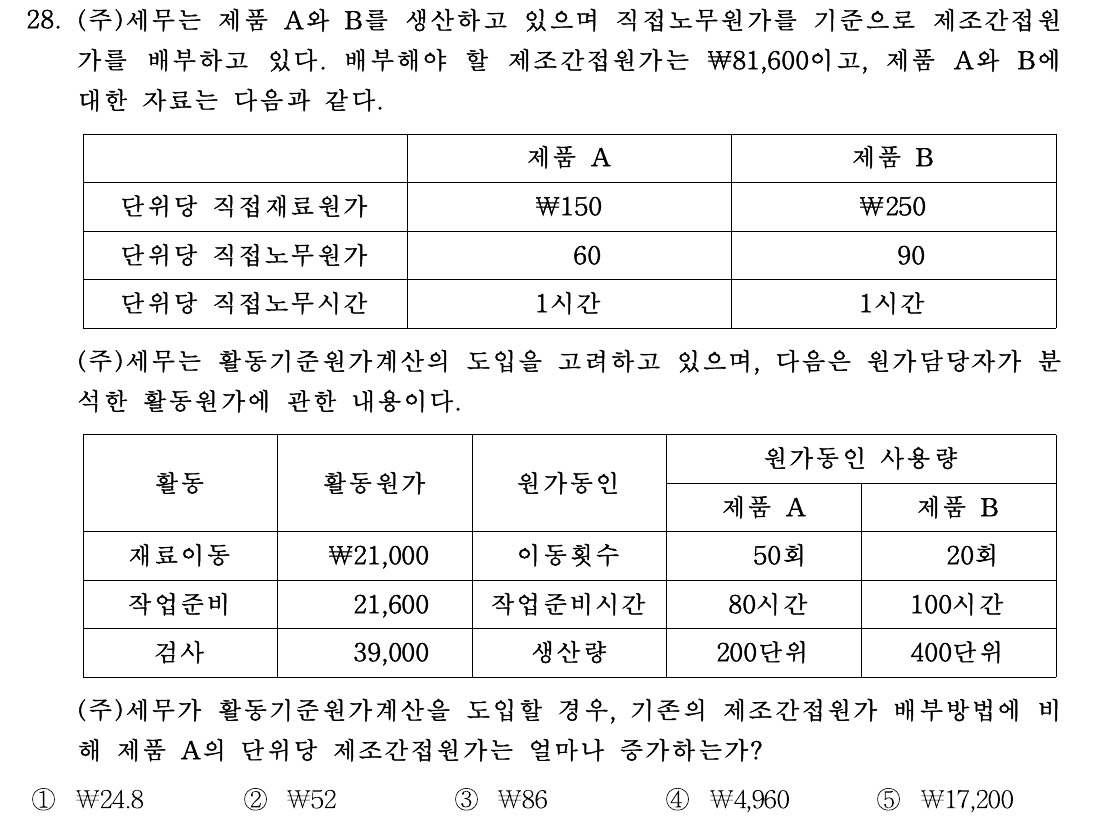 28. (주)세무는 제품 A와 B를 생산하고 있으며 직접노무원가를 기준으로 제조간접원
가를 배부하고 있다. 배부해야 할 제조간접원가는 ₩81,600이고, 제품 A와 B에
대한 자료는 다음과 같다.
제품 A 제품 B
단위당 직접재료원가 ₩150 ₩250
단위당 직접노무원가 60 90
단위당 직접노무시간 1시간 1시간
(주)세무는 활동기준원가계산의 도입을 고려하고 있으며, 다음은 원가담당자가 분
석한 활동원가에 관한 내용이다.
활동 활동원가 원가동인 원가동인 사용량
제품 A 제품 B
재료이동 ₩21,000 이동횟수 50회 20회
작업준비 21,600 작업준비시간 80시간 100시간
검사 39,000 생산량 200단위 400단위
(주)세무가 활동기준원가계산을 도입할 경우, 기존의 제조간접원가 배부방법에 비
해 제품 A의 단위당 제조간접원가는 얼마나 증가하는가?
① ₩24.8 ② ₩52 ③ ₩86 ④ ₩4,960 ⑤ ₩17,200